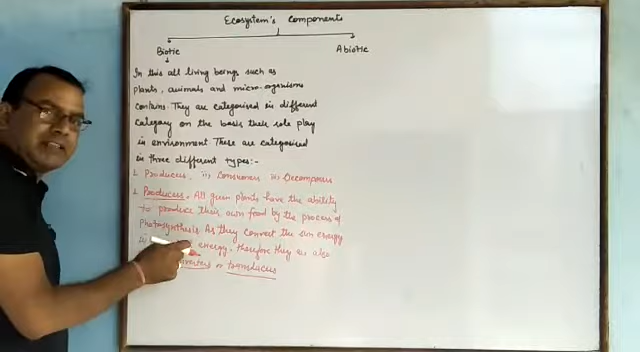 Ecosystem's Components
Biotic
Abiotic
In this all living beings such as
plants, animals and micro-organisms
contains. They are categorised in different
category on the basis their role play
in environment. These are categorised
in three different types:-
Producers ii) Consumers iii) Decomposers
Producers. All green plants have the ability
to produce their own food by the process of
Photosynthesis. As they convert the sun energy
energy. Therefore they are also
or transducers